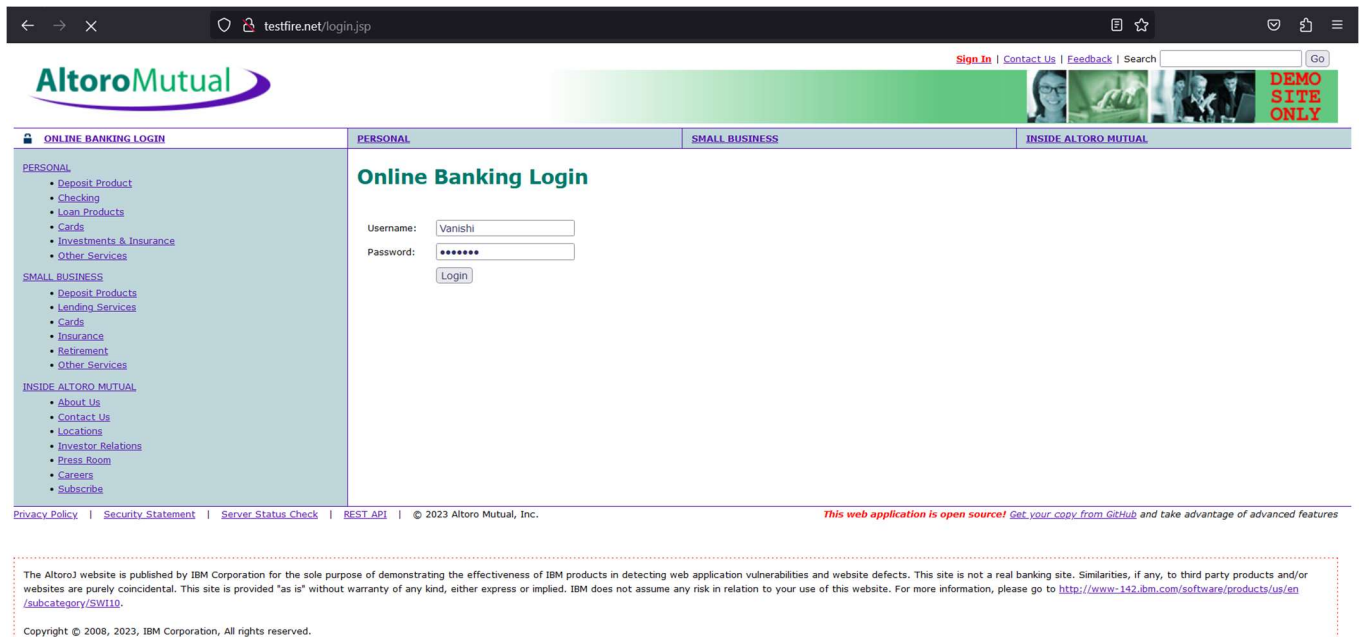 testfire.net/login.jsp
Sign In | Contact Us | Feedback | Search Go
AltoroMutual
DEMO
SITE
ONLY
ONLINE BANKING LOGIN
PERSONAL
SMALL BUSINESS
INSIDE ALTORO MUTUAL
PERSONAL
• Deposit Product
• Checking
• Loan Products
• Cards
• Investments & Insurance
• Other Services
SMALL BUSINESS
• Deposit Products
• Lending Services
• Cards
• Insurance
• Retirement
• Other Services
INSIDE ALTORO MUTUAL
• About Us
• Contact Us
• Locations
• Investor Relations
• Press Room
• Careers
• Subscribe
Online Banking Login
Username: Vanishi
Password: •••••••
Login
Privacy Policy | Security Statement | Server Status Check | REST API | © 2023 Altoro Mutual, Inc.
This web application is open source! Get your copy from GitHub and take advantage of advanced features
The AltoroJ website is published by IBM Corporation for the sole purpose of demonstrating the effectiveness of IBM products in detecting web application vulnerabilities and website defects. This site is not a real banking site. Similarities, if any, to third party products and/or
websites are purely coincidental. This site is provided "as is" without warranty of any kind, either express or implied. IBM does not assume any risk in relation to your use of this website. For more information, please go to http://www-142.ibm.com/software/products/us/en
/subcategory/SWI10.
Copyright © 2008, 2023, IBM Corporation, All rights reserved.